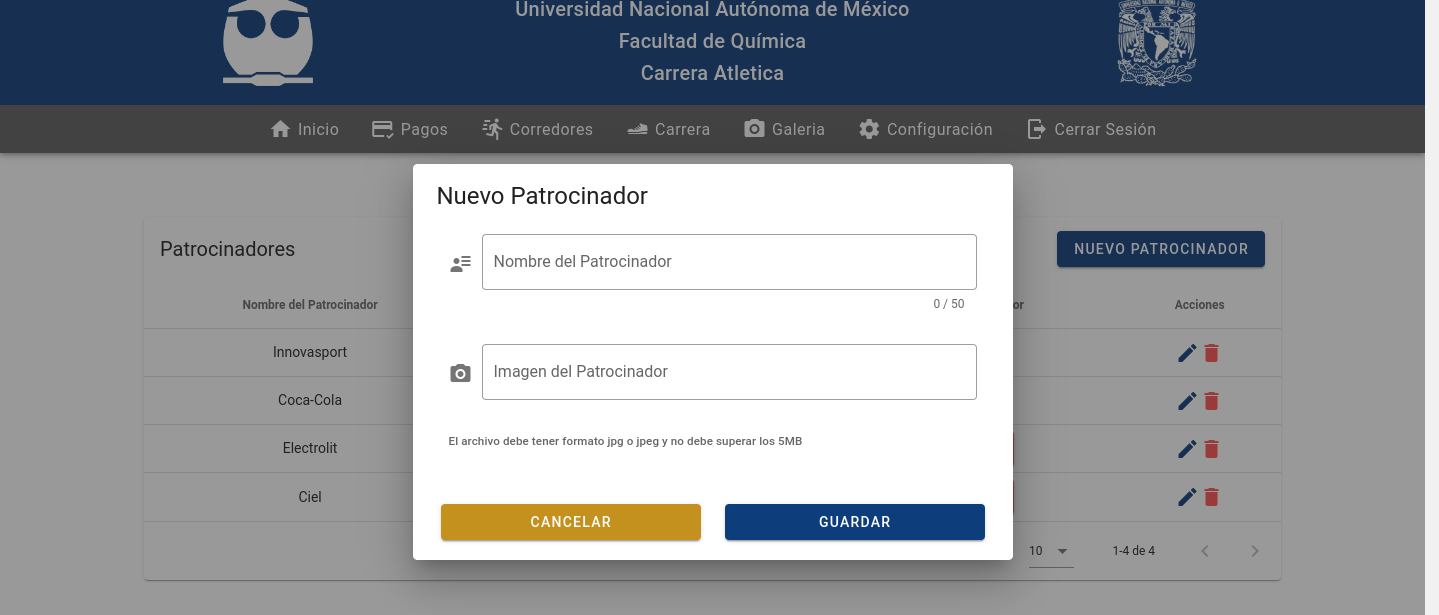 Universidad Nacional Autónoma de México
Facultad de Química
Carrera Atletica
Inicio Pagos Corredores Carrera Galeria Configuración Cerrar Sesión
Nuevo Patrocinador
Patrocinadores
NUEVO PATROCINADOR
Nombre del Patrocinador
0 / 50
Nombre del Patrocinador
Acciones
Innovasport
Imagen del Patrocinador
Coca-Cola
Electrolit
El archivo debe tener formato jpg o jpeg y no debe superar los 5MB
Ciel
CANCELAR GUARDAR
10 1-4 de 4